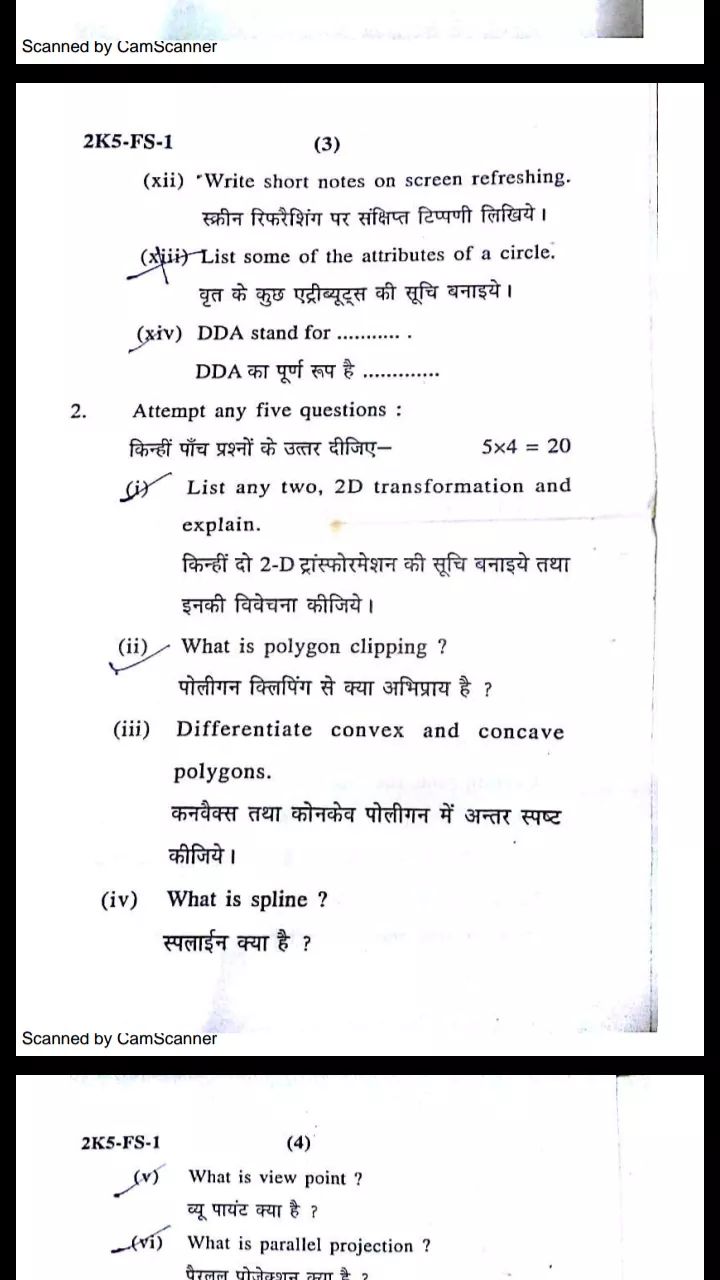 Scanned by CamScanner
2K5-FS-1 (3)
(xii) Write short notes on screen refreshing.
स्क्रीन रिफरैशिंग पर संक्षिप्त टिप्पणी लिखिये।
(xiii) List some of the attributes of a circle.
वृत के कुछ एट्रीब्यूट्स की सूचि बनाइये।
(xiv) DDA stand for ........... .
DDA का पूर्ण रूप है .............
2. Attempt any five questions :
किन्हीं पाँच प्रश्नों के उत्तर दीजिए– 5×4 = 20
(i) List any two, 2D transformation and
explain.
किन्हीं दो 2-D ट्रांस्फोरमेशन की सूचि बनाइये तथा
इनकी विवेचना कीजिये।
(ii) What is polygon clipping ?
पोलीगन क्लिपिंग से क्या अभिप्राय है ?
(iii) Differentiate convex and concave
polygons.
कनवैक्स तथा कोनकेव पोलीगन में अन्तर स्पष्ट
कीजिये।
(iv) What is spline ?
स्पलाईन क्या है ?
Scanned by CamScanner
2K5-FS-1 (4)
(v) What is view point ?
व्यू पायंट क्या है ?
(vi) What is parallel projection ?
पैरलल प्रोजेक्शन क्या है ?